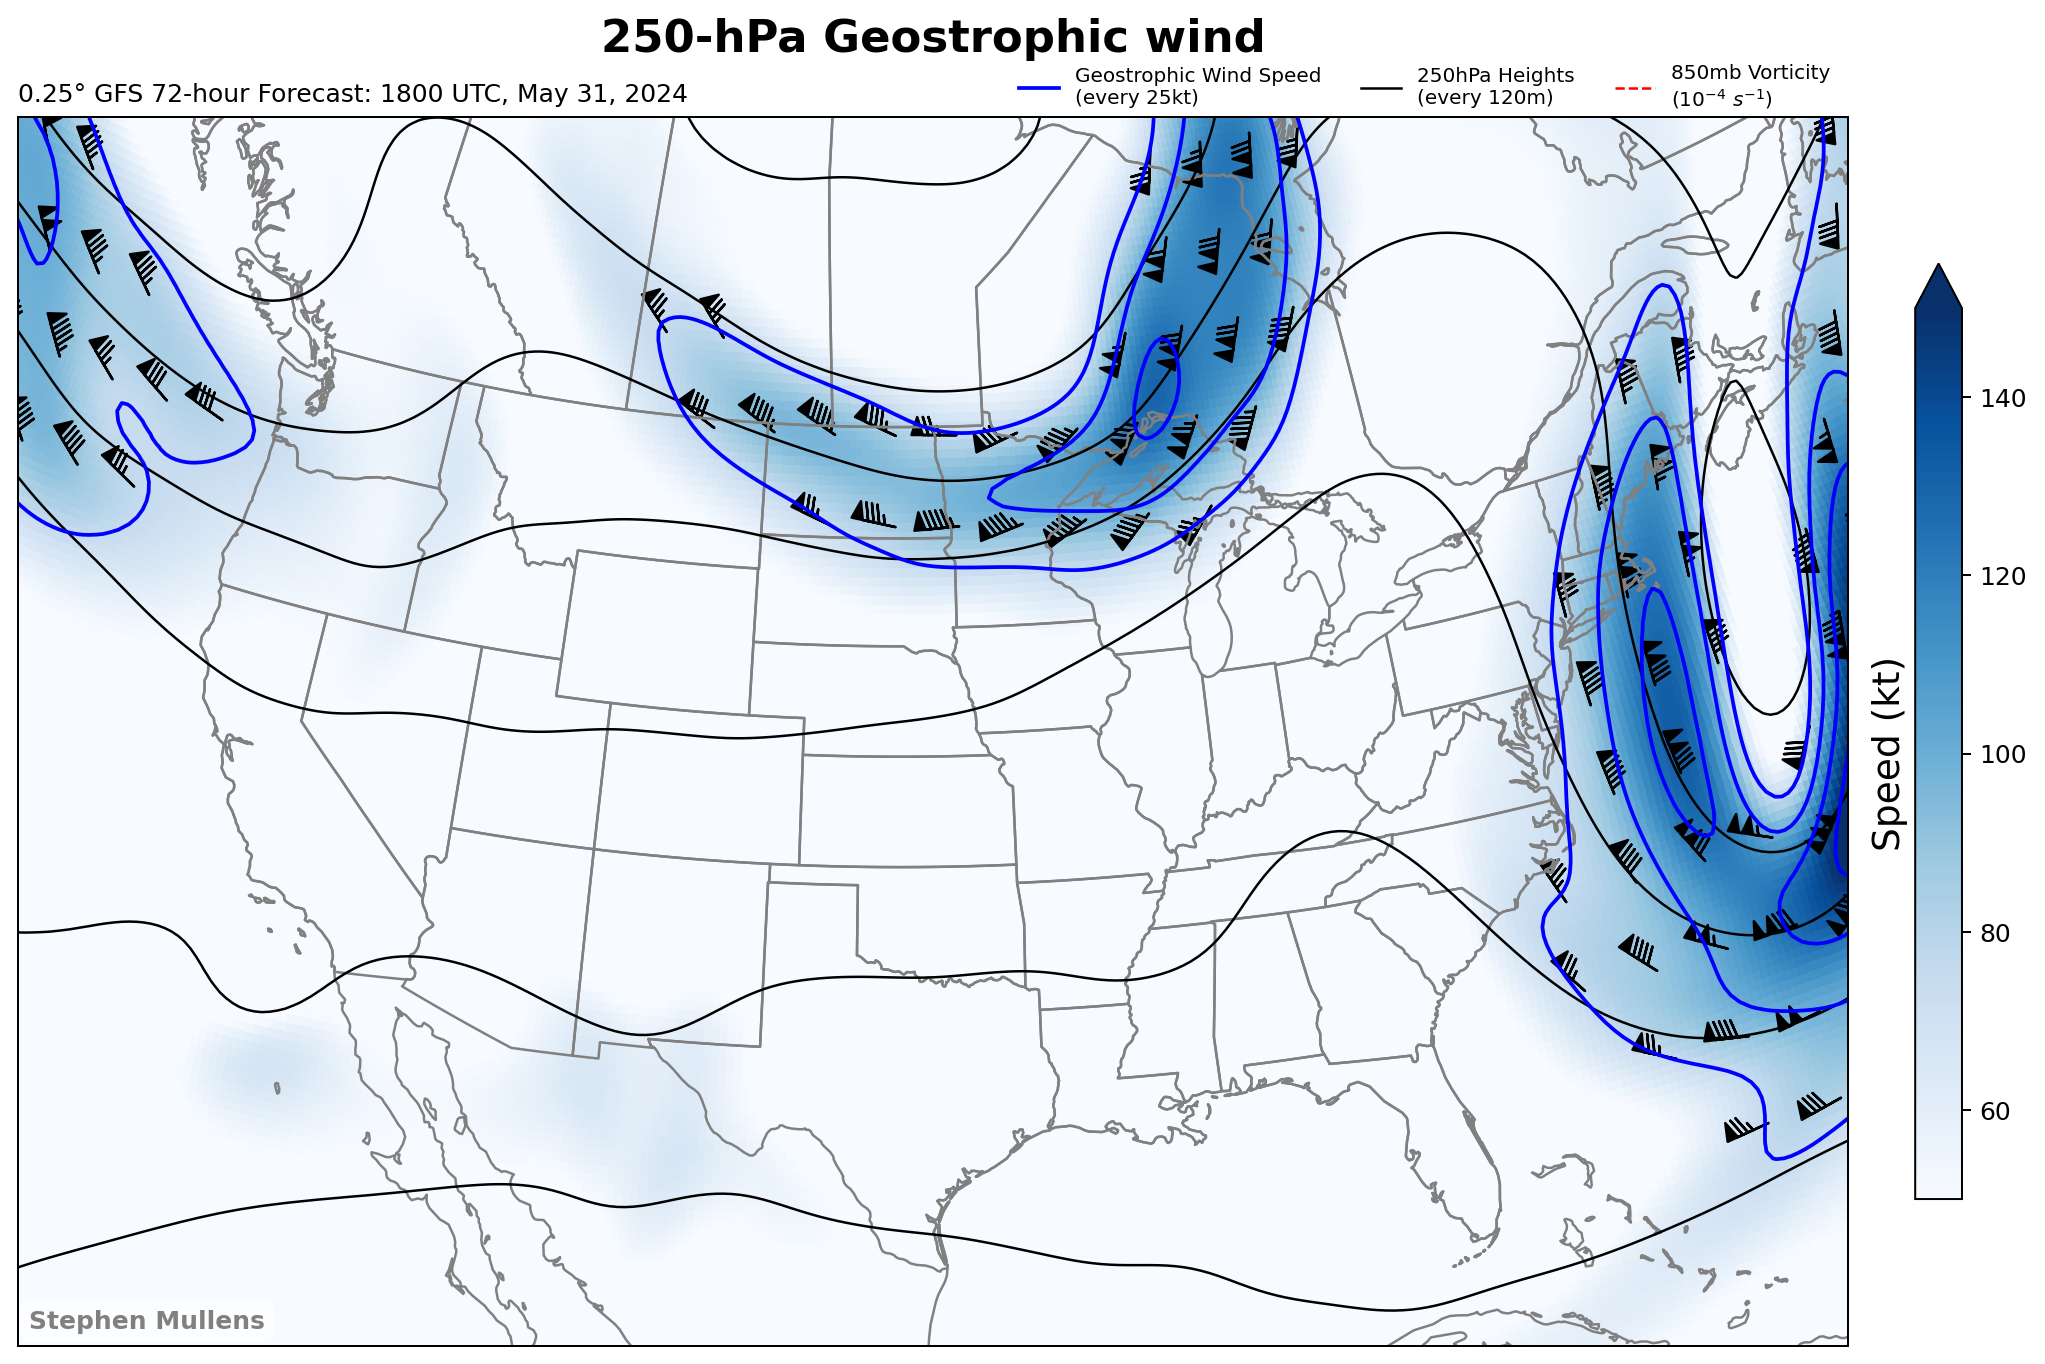 250-hPa Geostrophic wind
0.25° GFS 72-hour Forecast: 1800 UTC, May 31, 2024
Geostrophic Wind Speed
(every 25kt)
250hPa Heights
(every 120m)
850mb Vorticity
(10⁻⁴ s⁻¹)
140
120
100
80
60
Speed (kt)
Stephen Mullens